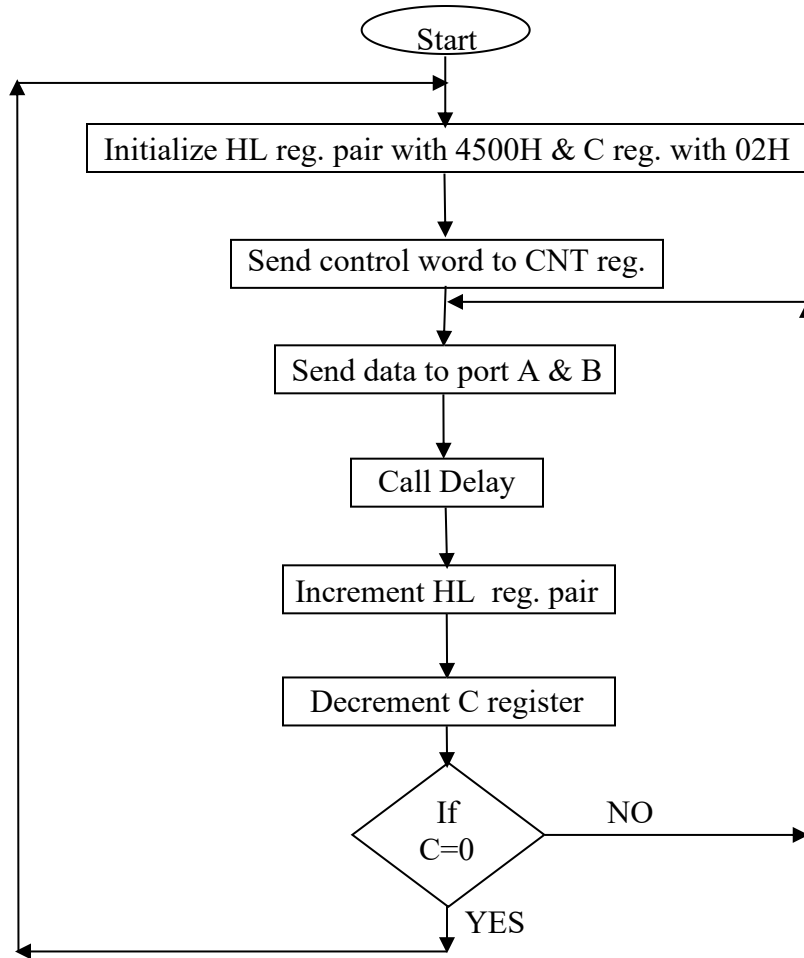 Start
Initialize HL reg. pair with 4500H & C reg. with 02H
Send control word to CNT reg.
Send data to port A & B
Call Delay
Increment HL reg. pair
Decrement C register
If
C=0
NO
YES